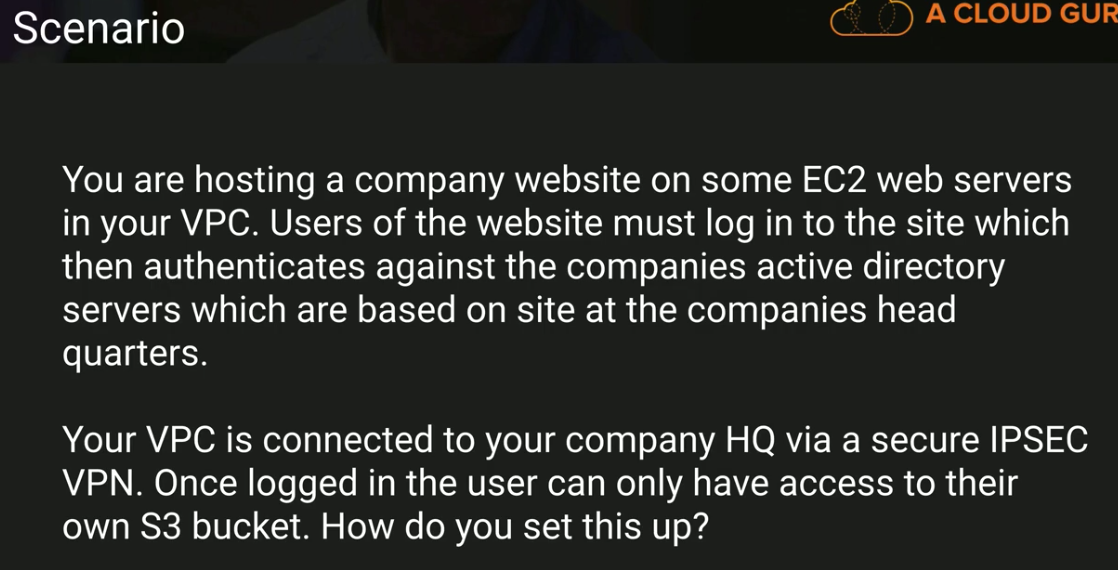 Scenario
A CLOUD GUR
You are hosting a company website on some EC2 web servers
in your VPC. Users of the website must log in to the site which
then authenticates against the companies active directory
servers which are based on site at the companies head
quarters.
Your VPC is connected to your company HQ via a secure IPSEC
VPN. Once logged in the user can only have access to their
own S3 bucket. How do you set this up?